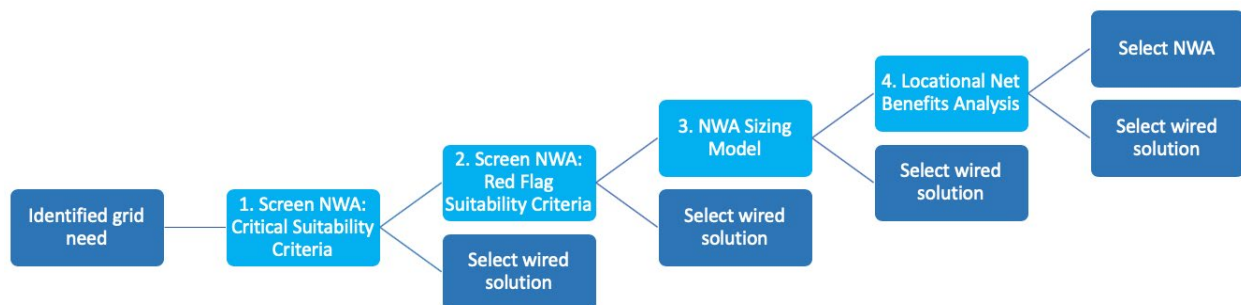 Identified grid
need
1. Screen NWA:
Critical Suitability
Criteria
2. Screen NWA:
Red Flag
Suitability Criteria
Select wired
solution
3. NWA Sizing
Model
Select wired
solution
4. Locational Net
Benefits Analysis
Select wired
solution
Select NWA
Select wired
solution